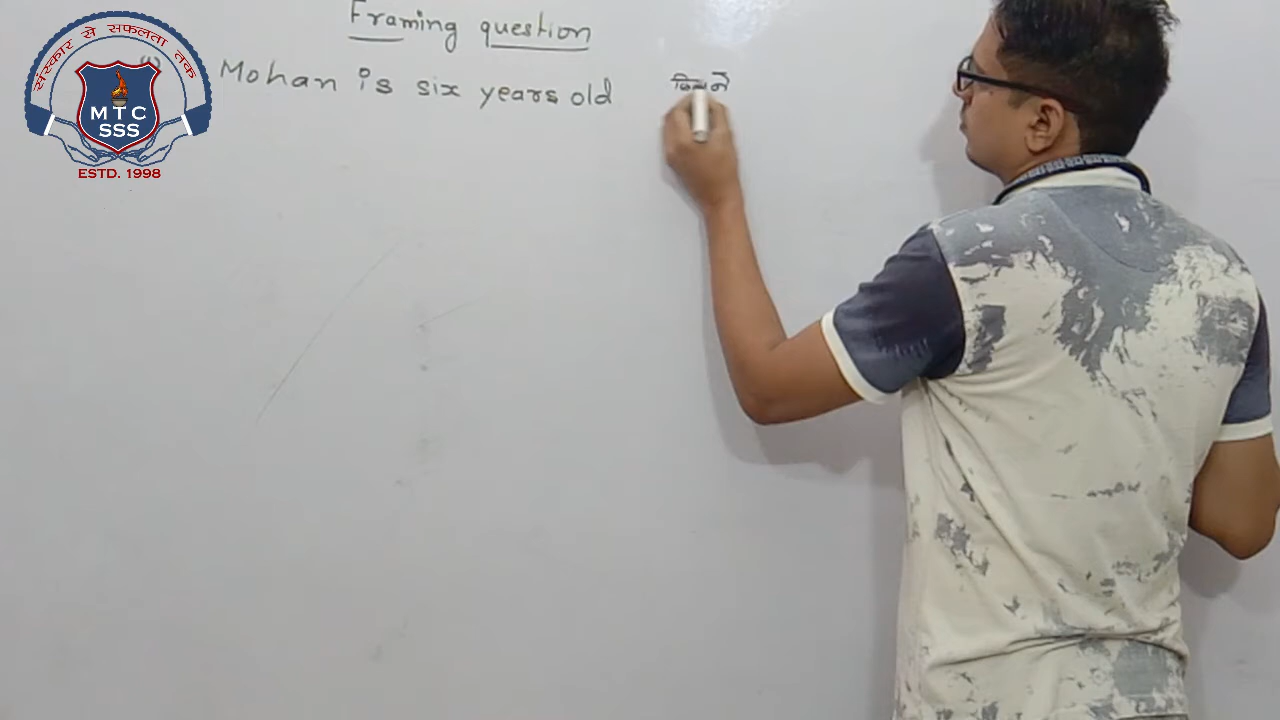 Framing question
Mohan is six years old
संस्कार से सफलता तक
MTC
SSS
ESTD. 1998